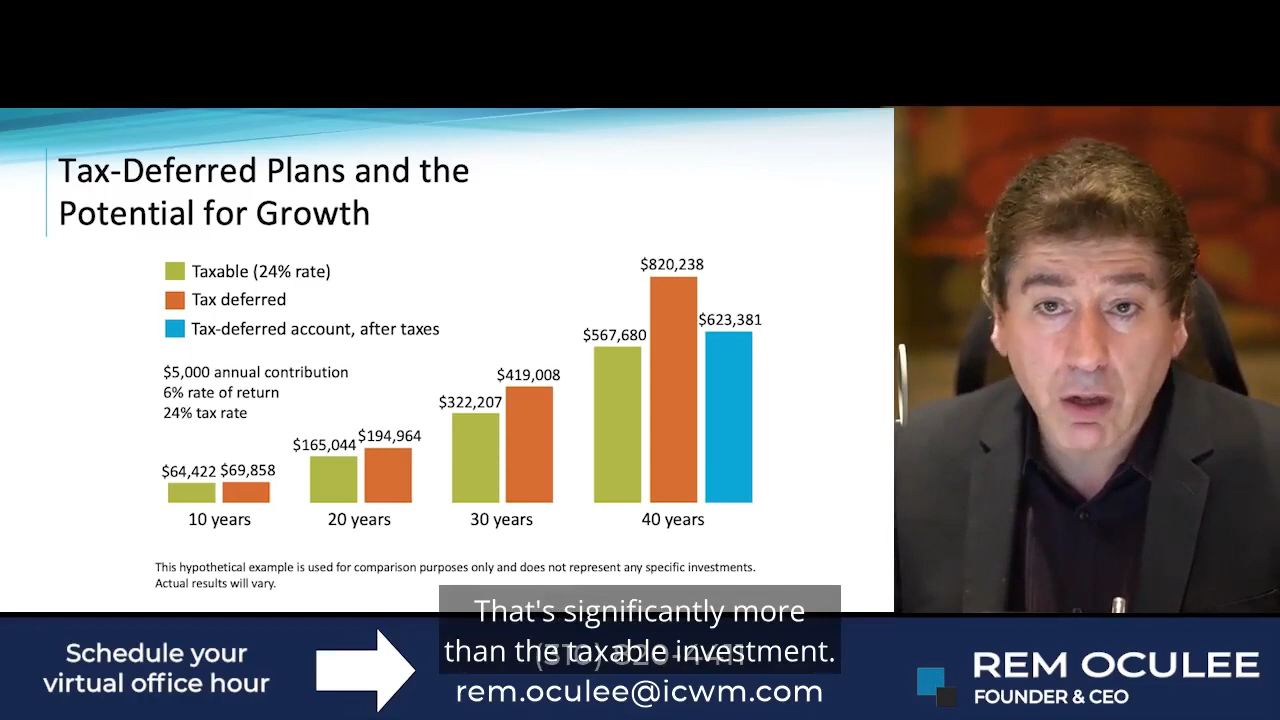 Tax-Deferred Plans and the
Potential for Growth
Taxable (24% rate)
Tax deferred
Tax-deferred account, after taxes
$5,000 annual contribution
6% rate of return
24% tax rate
$64,422 $69,858
$165,044 $194,964
$322,207 $419,008
$567,680 $820,238 $623,381
10 years 20 years 30 years 40 years
This hypothetical example is used for comparison purposes only and does not represent any specific investments.
Actual results will vary.
That's significantly more
than the taxable investment.
Schedule your
virtual office hour
rem.oculee@icwm.com
REM OCULEE
FOUNDER & CEO